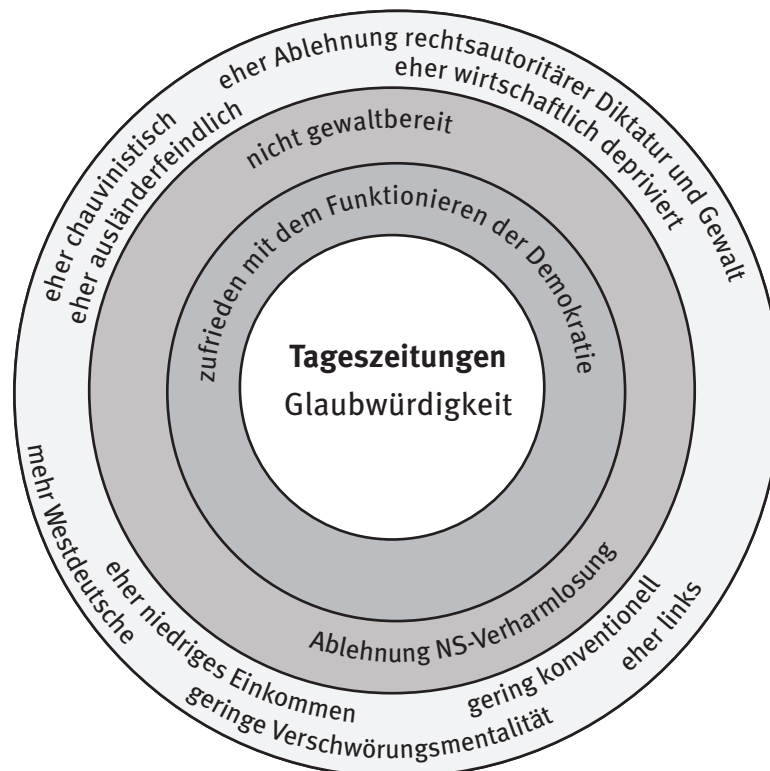 eher Ablehnung rechtsautoritärer Diktatur und Gewalt
eher wirtschaftlich depriviert
eher chauvinistisch
eher ausländerfeindlich
nicht gewaltbereit
zufrieden mit dem Funktionieren der Demokratie
Tageszeitungen
Glaubwürdigkeit
Ablehnung NS-Verharmlosung
mehr Westdeutsche
eher niedriges Einkommen
geringe Verschwörungsmentalität
gering konventionell
eher links